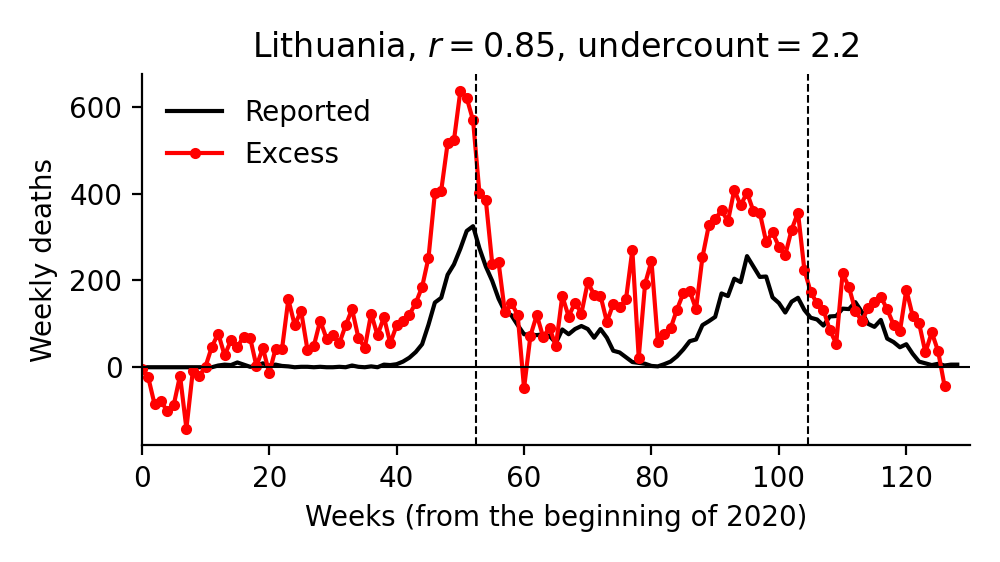 Lithuania, r = 0.85, undercount = 2.2
Reported
Excess
Weekly deaths
600
400
200
0
0 20 40 60 80 100 120
Weeks (from the beginning of 2020)